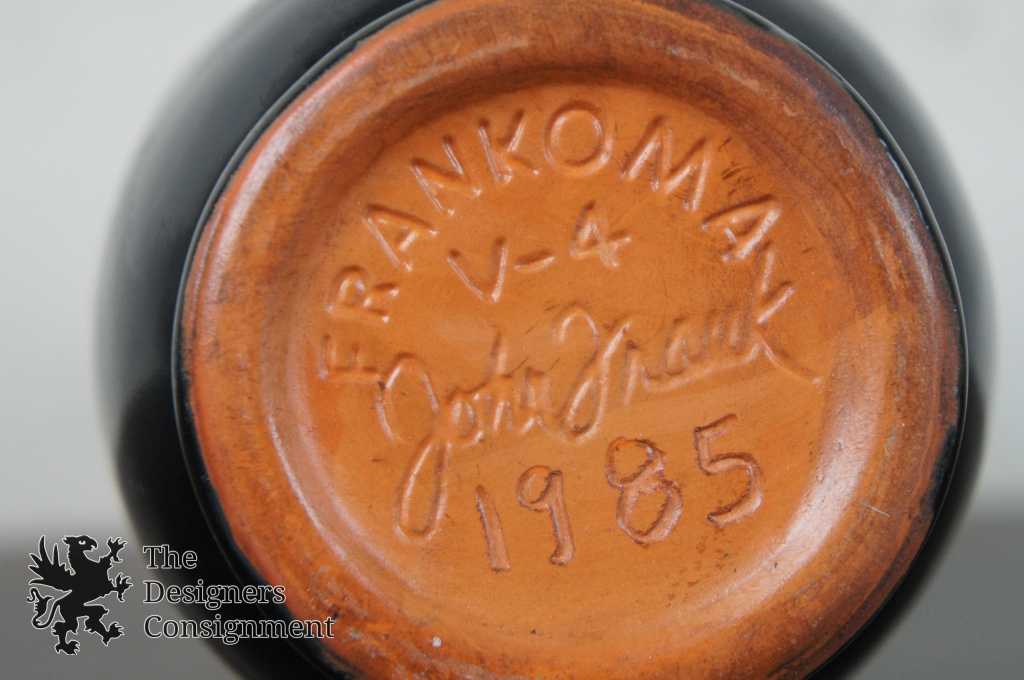 FRANKOMA
V-4
John Frank
1985
The
Designers
Consignment